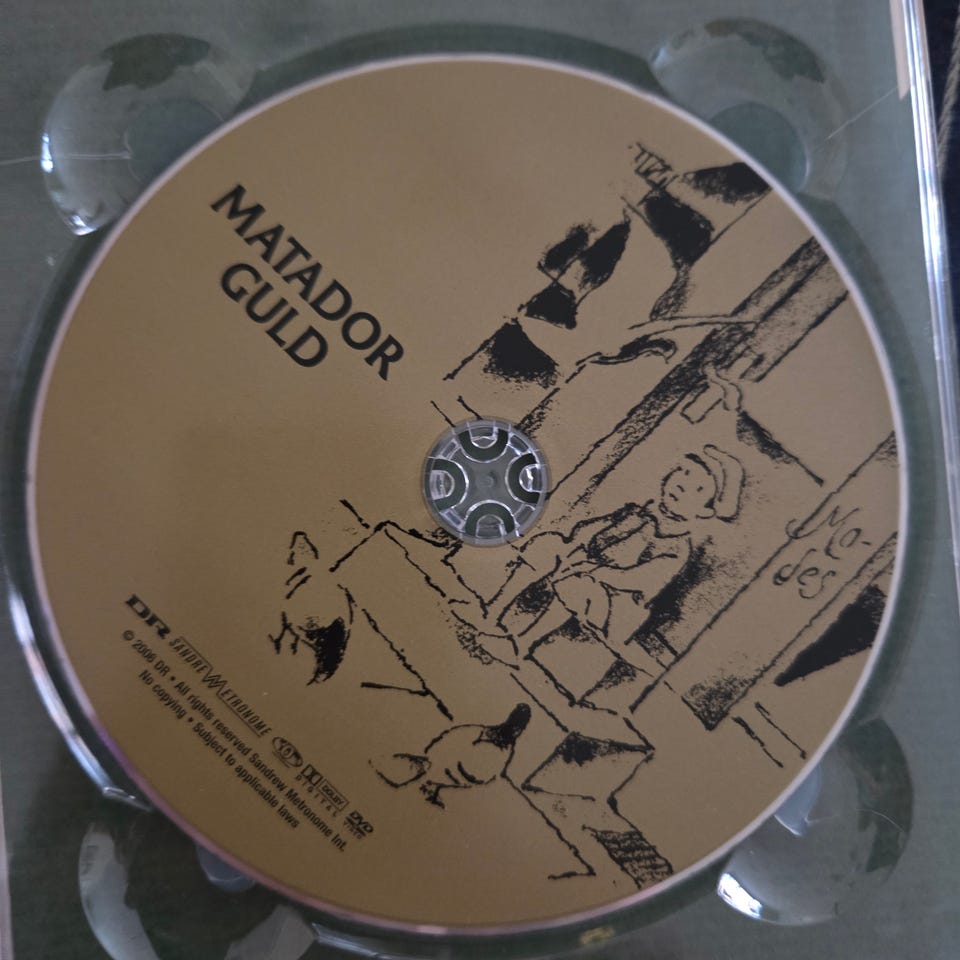 MATADOR
GULD
Mo-
des
DR SANDREW METRONOME DOLBY DIGITAL DVD VIDEO
© 2006 DR • All rights reserved Sandrew Metronome Int.
No copying • Subject to applicable laws